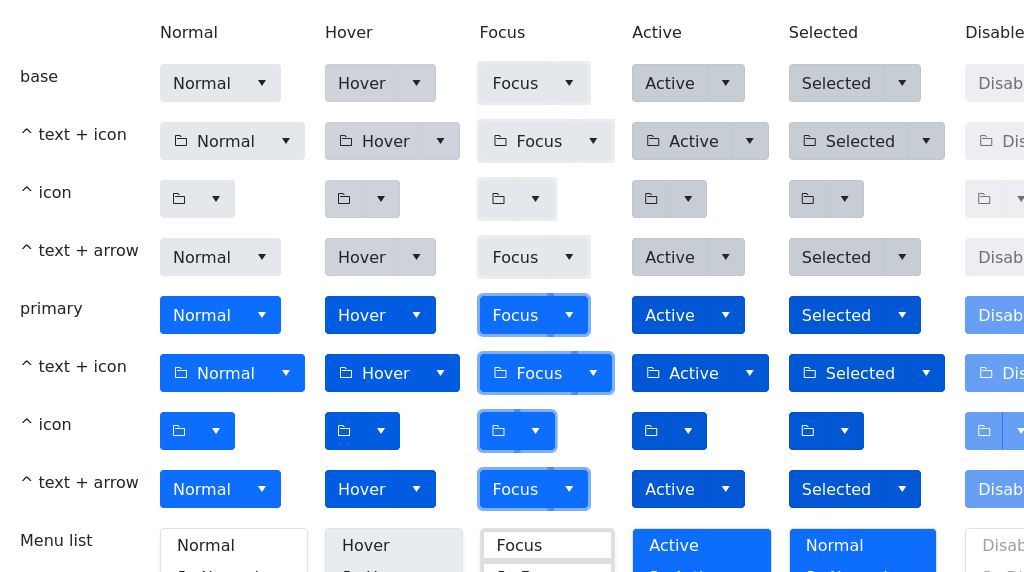 Normal Hover Focus Active Selected Disable
base Normal Hover Focus Active Selected Disab
^ text + icon Normal Hover Focus Active Selected Dis
^ icon
^ text + arrow Normal Hover Focus Active Selected Disab
primary Normal Hover Focus Active Selected Disab
^ text + icon Normal Hover Focus Active Selected Dis
^ icon
^ text + arrow Normal Hover Focus Active Selected Disab
Menu list Normal Hover Focus Active Normal Disab